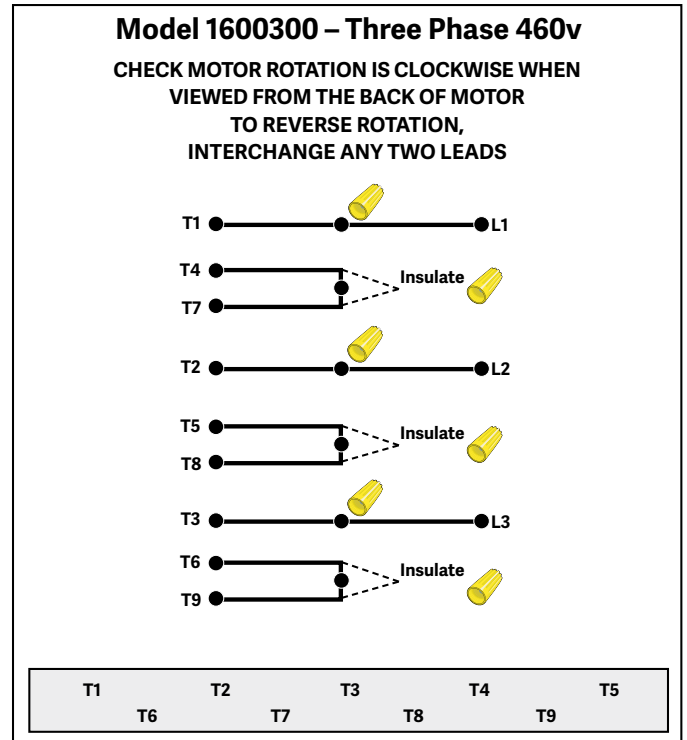 Model 1600300 – Three Phase 460v
CHECK MOTOR ROTATION IS CLOCKWISE WHEN
VIEWED FROM THE BACK OF MOTOR
TO REVERSE ROTATION,
INTERCHANGE ANY TWO LEADS
T1 L1
T4
Insulate
T7
T2 L2
T5
Insulate
T8
T3 L3
T6
Insulate
T9
T1 T2 T3 T4 T5
T6 T7 T8 T9